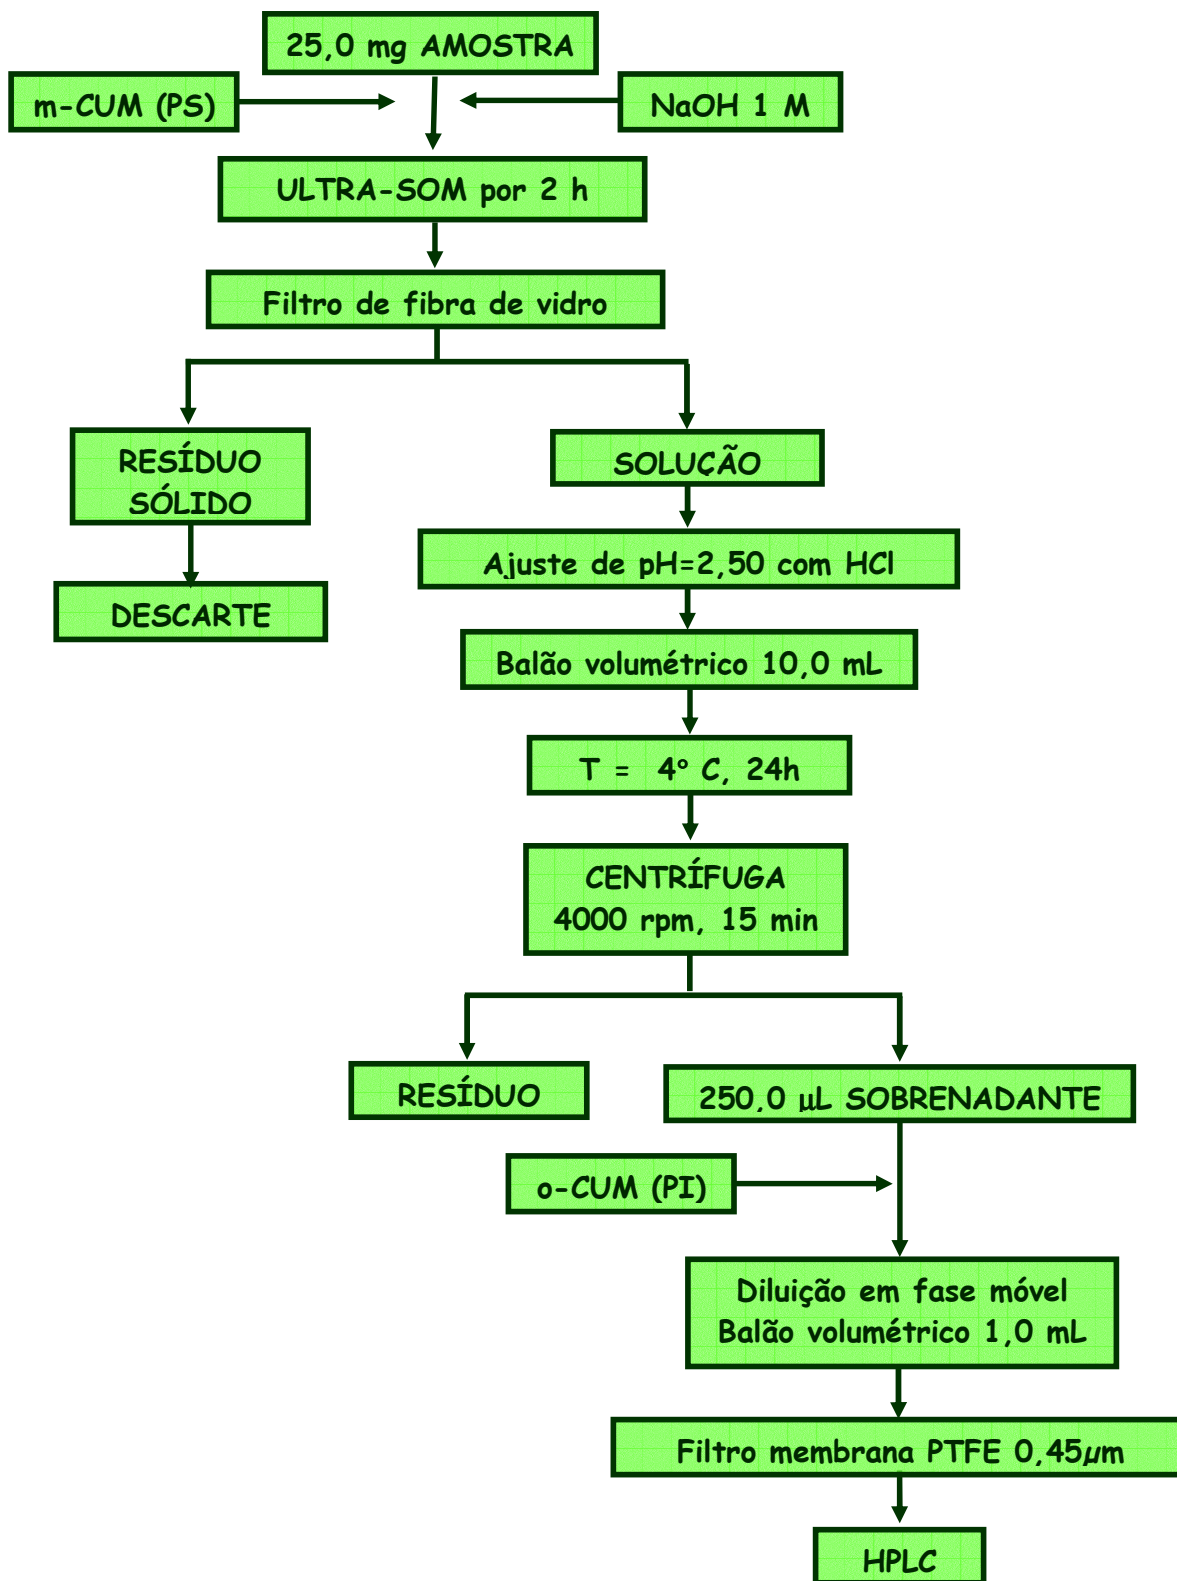 25,0 mg AMOSTRA
m-CUM (PS)
NaOH 1 M
ULTRA-SOM por 2 h
Filtro de fibra de vidro
RESÍDUO
SÓLIDO
SOLUÇÃO
Ajuste de pH=2,50 com HCl
DESCARTE
Balão volumétrico 10,0 mL
T = 4° C, 24h
CENTRÍFUGA
4000 rpm, 15 min
RESÍDUO
250,0 µL SOBRENADANTE
o-CUM (PI)
Diluição em fase móvel
Balão volumétrico 1,0 mL
Filtro membrana PTFE 0,45µm
HPLC